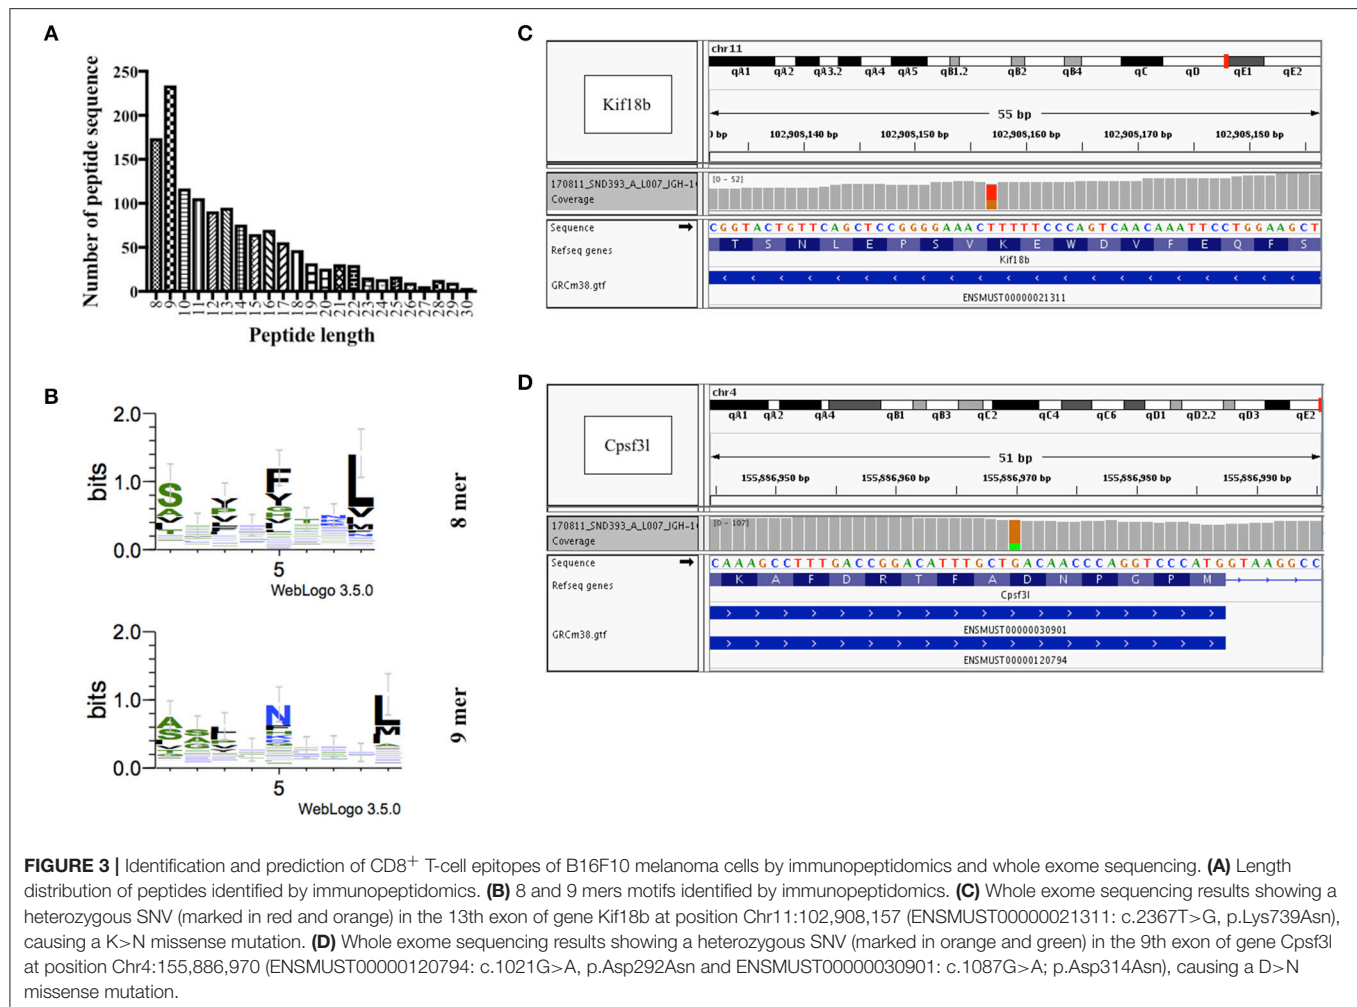 A
Number of peptide sequence
250
200
150
100
50
0
8 9 10 11 12 13 14 15 16 17 18 19 20 21 22 23 24 25 26 27 28 29 30
Peptide length
B
2.0
bits
1.0
0.0
5
WebLogo 3.5.0
8 mer
2.0
bits
1.0
0.0
5
WebLogo 3.5.0
9 mer
C
Kif18b
chr11
qA1 qA2 qA3.2 qA4 qA5 qB1.2 qB2 qB4 qC qD qE1 qE2
55 bp
0 bp 102,908,140 bp 102,908,150 bp 102,908,160 bp 102,908,170 bp 102,908,180 bp
170811_SND393_A_L007_JGH-1
Coverage
[0 - 52]
Sequence
CGGTACTGTTCAGCTCCGGGGAAACTTTTTCCCAGTCAACAAATTCCTGGAAGCT
Refseq genes
T S N L E P S V K E W D V F E Q F S
Kif18b
GRCm38.gtf
ENSMUST00000021311
D
Cpsf3l
chr4
qA1 qA2 qA4 qB1 qB3 qC2 qC4 qC6 qD1 qD2.2 qD3 qE2
51 bp
155,886,950 bp 155,886,960 bp 155,886,970 bp 155,886,980 bp 155,886,990 bp
170811_SND393_A_L007_JGH-1
Coverage
[0 - 107]
Sequence
CAAAGCCTTTGACCGGACATTTGCTGACAACCCAGGTCCCATGGTAAGGCC
Refseq genes
K A F D R T F A D N P G P M
Cpsf3l
GRCm38.gtf
ENSMUST00000030901
ENSMUST00000120794
FIGURE 3 | Identification and prediction of CD8+ T-cell epitopes of B16F10 melanoma cells by immunopeptidomics and whole exome sequencing. (A) Length
distribution of peptides identified by immunopeptidomics. (B) 8 and 9 mers motifs identified by immunopeptidomics. (C) Whole exome sequencing results showing a
heterozygous SNV (marked in red and orange) in the 13th exon of gene Kif18b at position Chr11:102,908,157 (ENSMUST00000021311: c.2367T>G, p.Lys739Asn),
causing a K>N missense mutation. (D) Whole exome sequencing results showing a heterozygous SNV (marked in orange and green) in the 9th exon of gene Cpsf3l
at position Chr4:155,886,970 (ENSMUST00000120794: c.1021G>A, p.Asp292Asn and ENSMUST00000030901: c.1087G>A; p.Asp314Asn), causing a D>N
missense mutation.